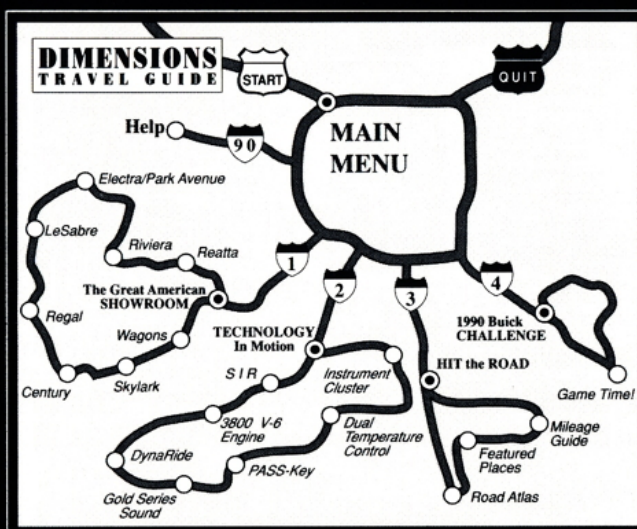 DIMENSIONS
TRAVEL GUIDE
START
QUIT
MAIN
MENU
Help
90
Electra/Park Avenue
LeSabre
Riviera
Reatta
The Great American
SHOWROOM
Regal
Wagons
Century
Skylark
1
2
3
4
TECHNOLOGY
In Motion
SIR
Instrument
Cluster
3800 V-6
Engine
Dual
Temperature
Control
DynaRide
PASS-Key
Gold Series
Sound
HIT the ROAD
Mileage
Guide
Featured
Places
Road Atlas
1990 Buick
CHALLENGE
Game Time!